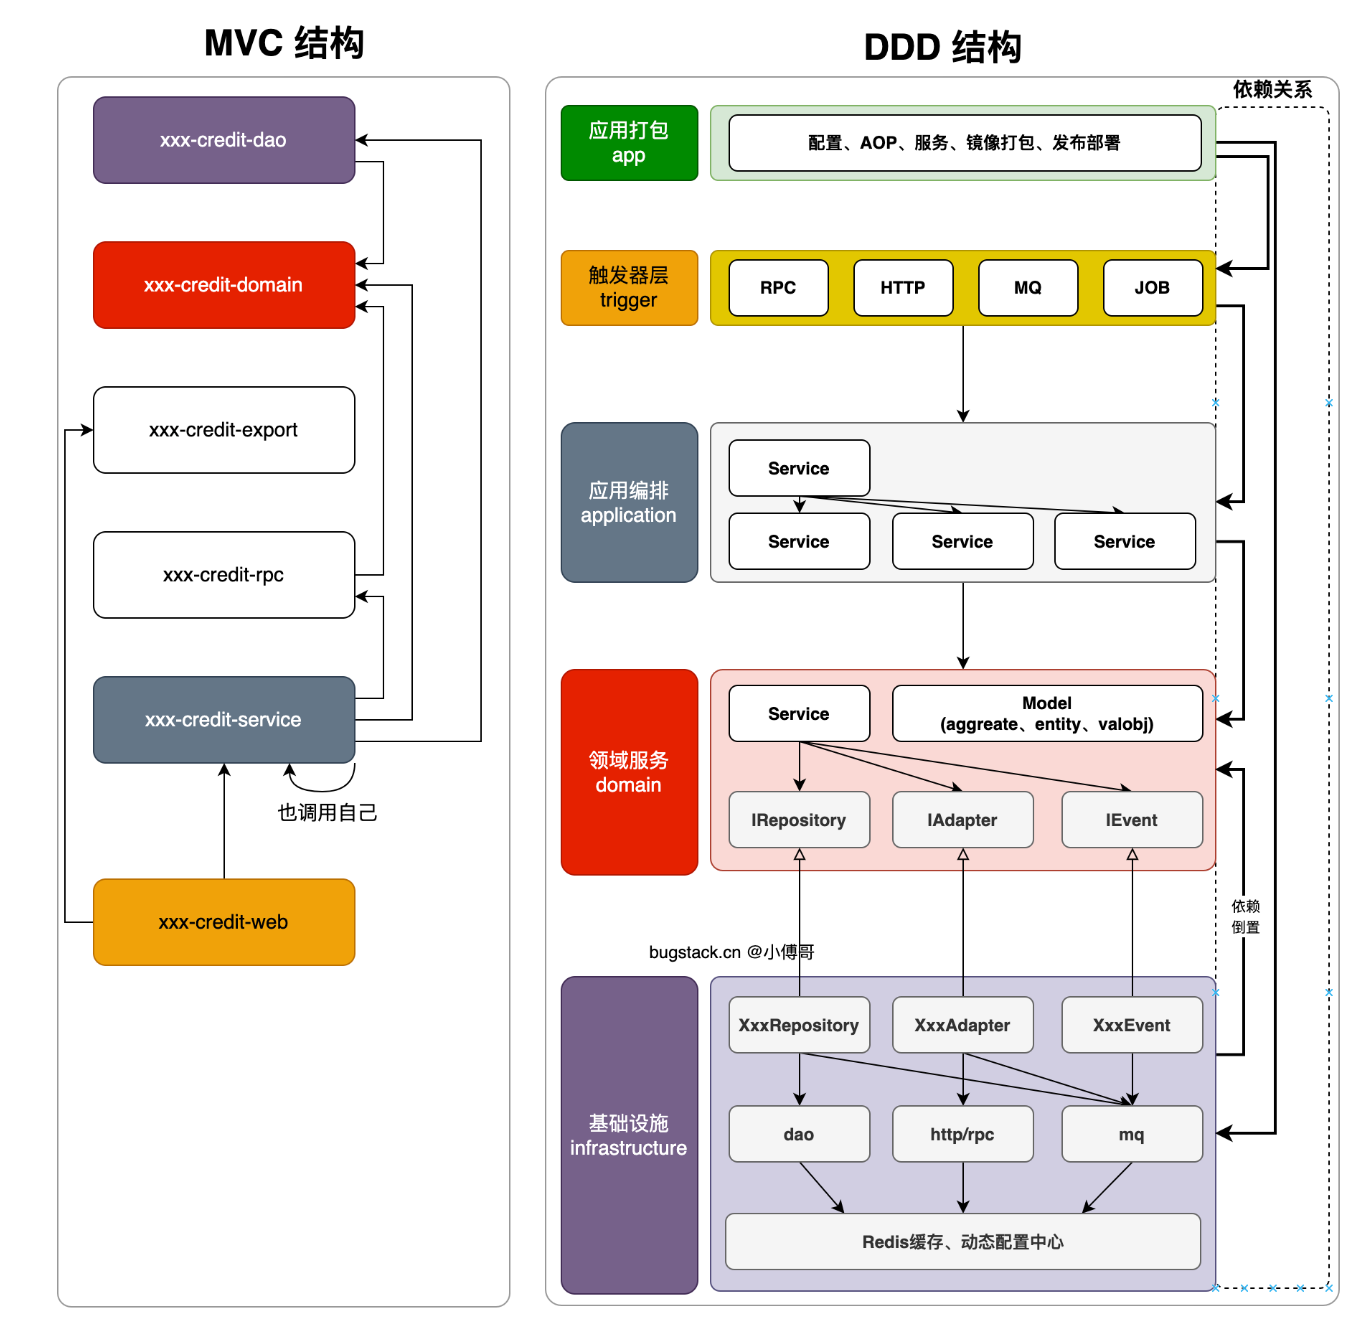 MVC 结构
xxx-credit-dao
xxx-credit-domain
xxx-credit-export
xxx-credit-rpc
xxx-credit-service
也调用自己
xxx-credit-web
DDD 结构
依赖关系
应用打包
app
配置、AOP、服务、镜像打包、发布部署
触发器层
trigger
RPC
HTTP
MQ
JOB
应用编排
application
Service
Service
Service
Service
领域服务
domain
Service
Model
(aggreate、entity、valobj)
IRepository
IAdapter
IEvent
依赖
倒置
bugstack.cn @小傅哥
基础设施
infrastructure
XxxRepository
XxxAdapter
XxxEvent
dao
http/rpc
mq
Redis缓存、动态配置中心